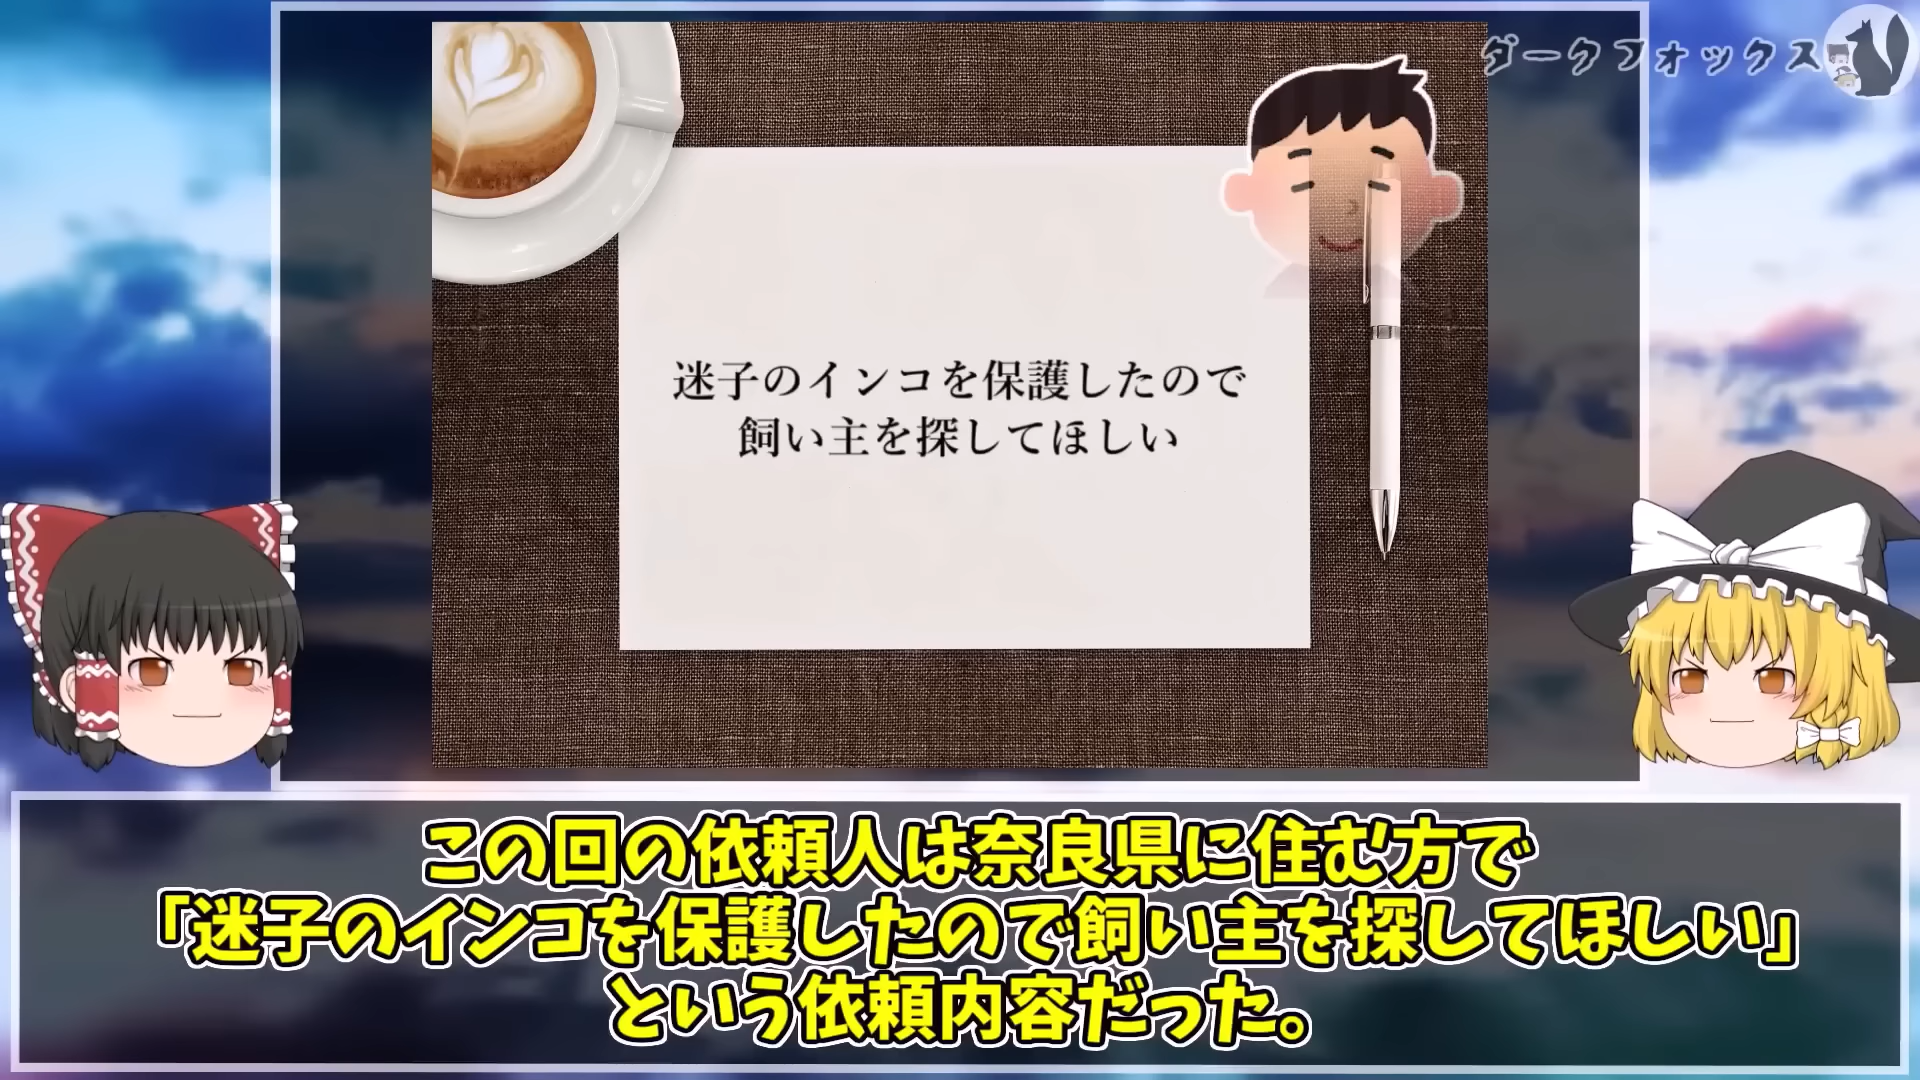 ダークフォックス
迷子のインコを保護したので
飼い主を探してほしい
この回の依頼人は奈良県に住む方で
「迷子のインコを保護したので飼い主を探してほしい」
という依頼内容だった。